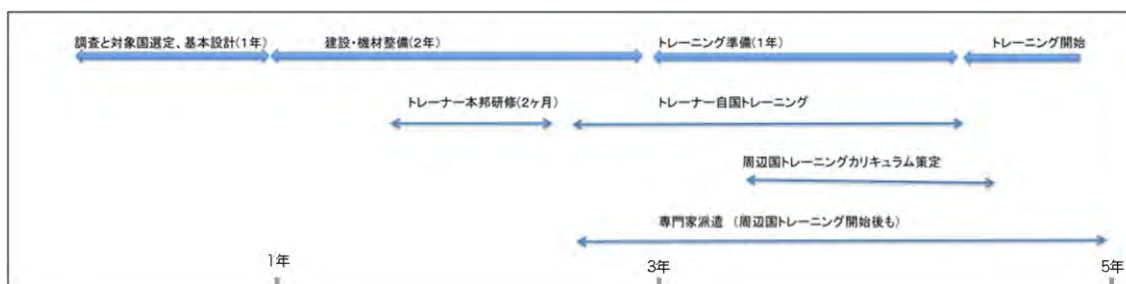 調査と対象国選定、基本設計(1年)
建設・機材整備(2年)
トレーニング準備(1年)
トレーニング開始
トレーナー本邦研修(2ヶ月)
トレーナー自国トレーニング
周辺国トレーニングカリキュラム策定
専門家派遣 (周辺国トレーニング開始後も)
1年
3年
5年